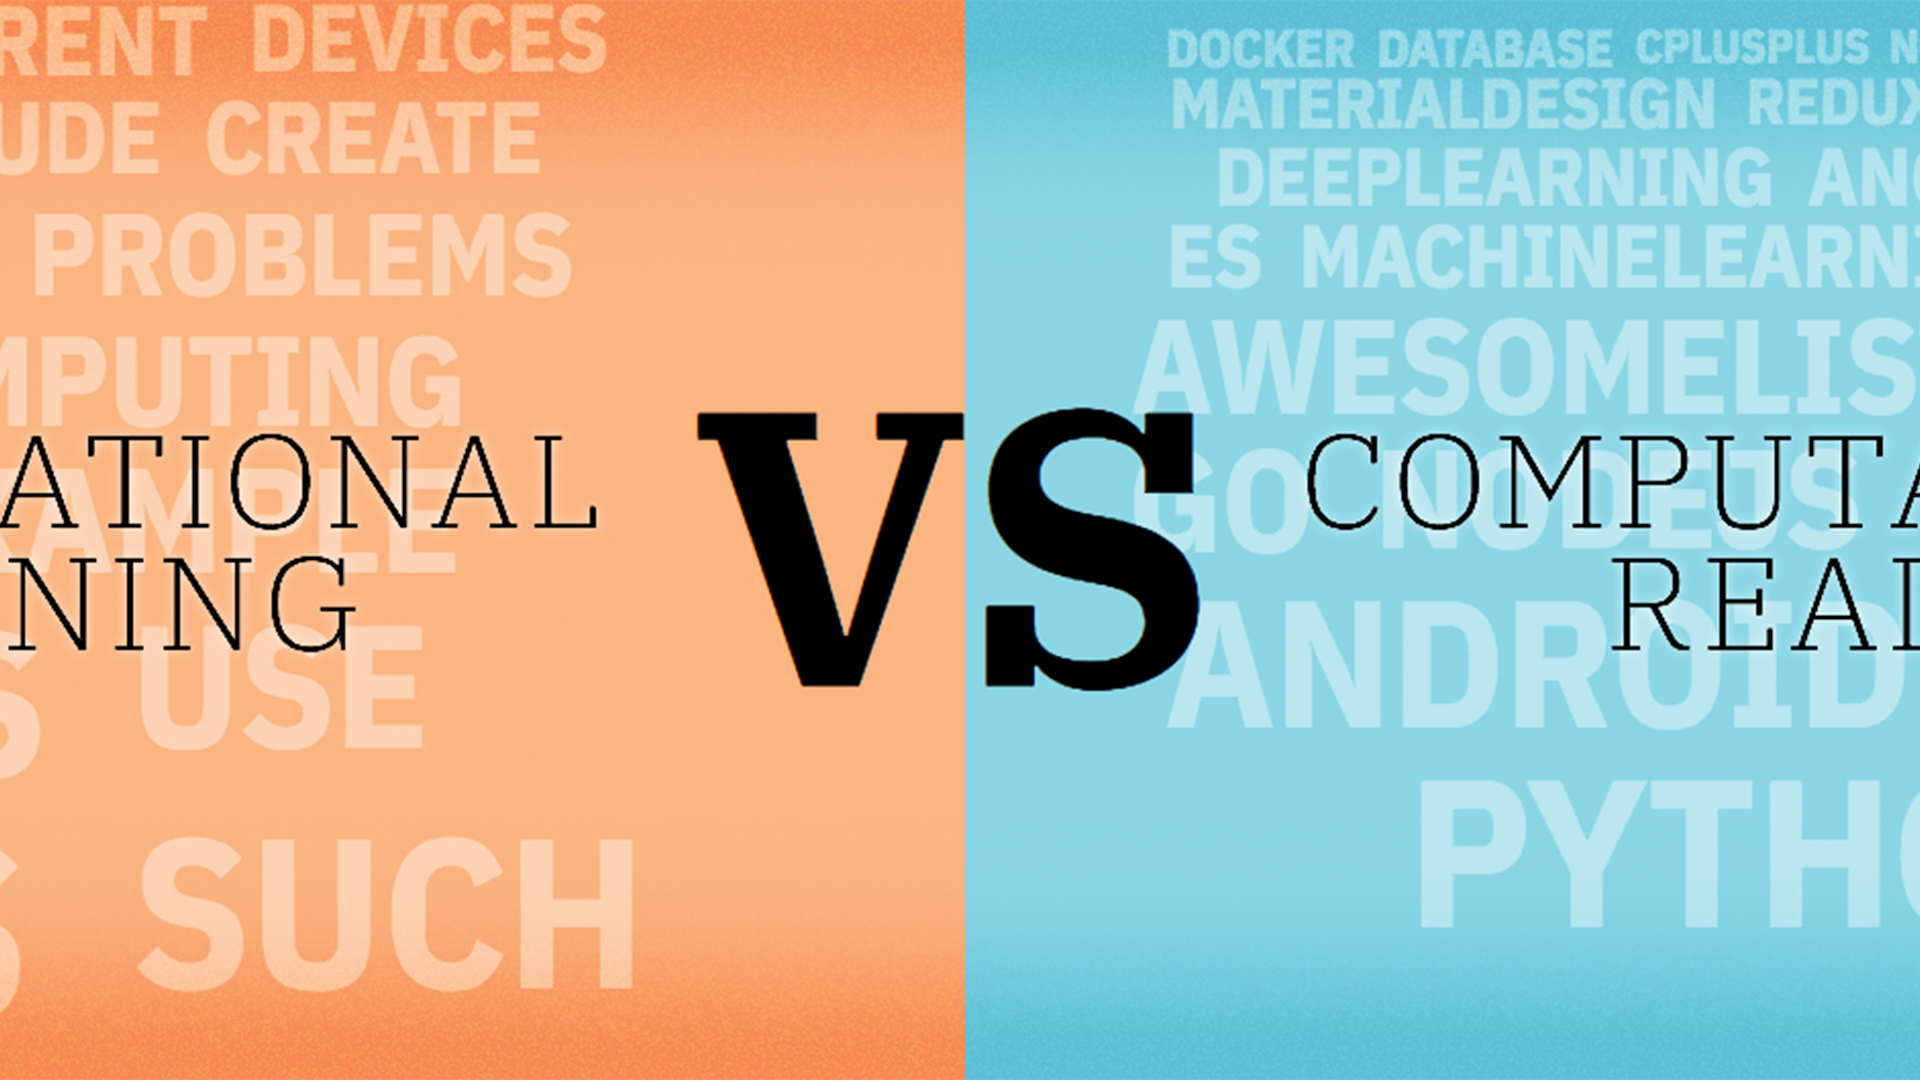 RENT DEVICES
UDE CREATE
PROBLEMS
MPUTING
ATIONAL
AMPLE
NING
S USE
S SUCH
VS
DOCKER DATABASE CPLUSPLUS N
MATERIALDESIGN REDUX
DEEPLEARNING ANG
ES MACHINELEARNI
AWESOMELIS
COMPUTA
GO NODEJS
REAL
ANDROID
PYTHO